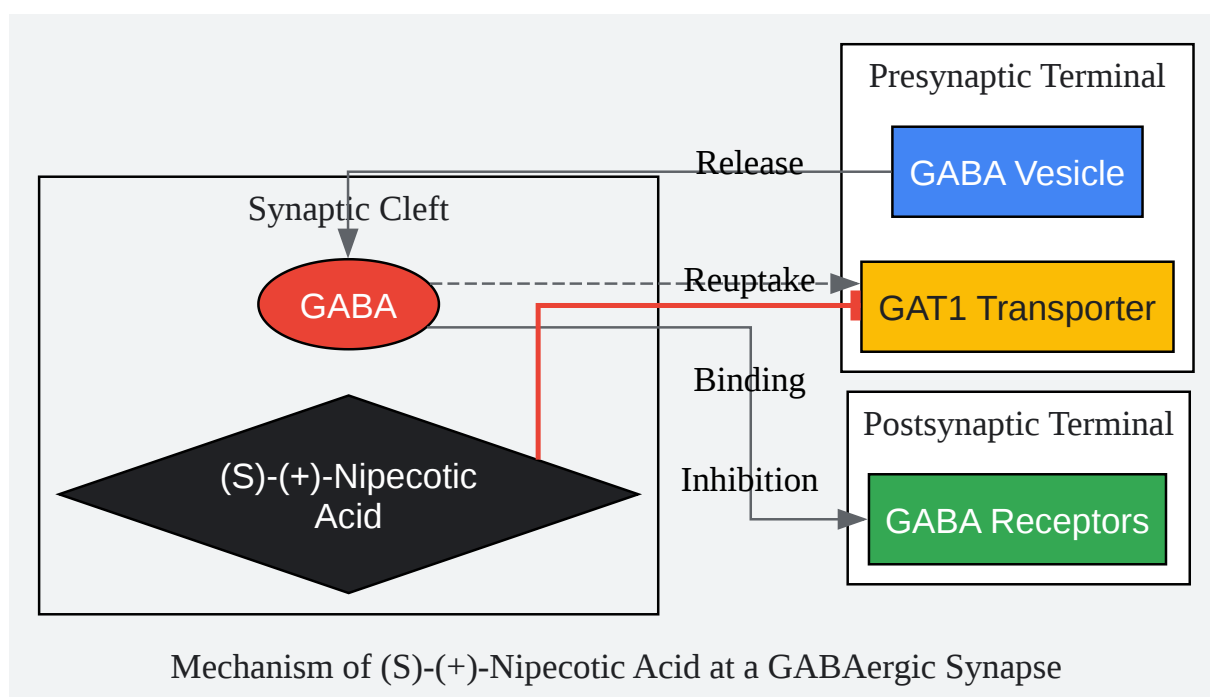 Presynaptic Terminal
Release
GABA Vesicle
Synaptic Cleft
Reuptake
GABA
GAT1 Transporter
Binding
Postsynaptic Terminal
(S)-(+)-Nipecotic
Acid
Inhibition
GABA Receptors
Mechanism of (S)-(+)-Nipecotic Acid at a GABAergic Synapse